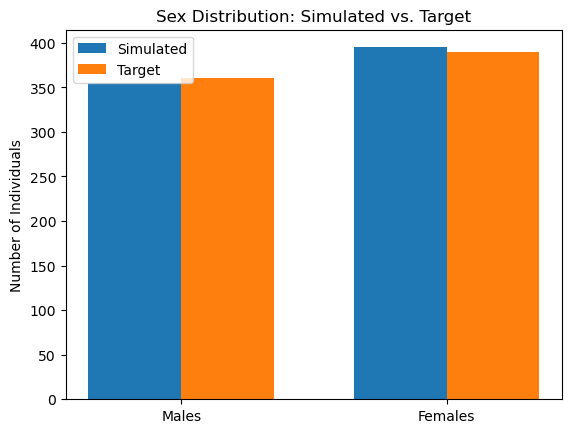 Sex Distribution: Simulated vs. Target
Simulated
Target
Number of Individuals
400
350
300
250
200
150
100
50
0
Males
Females